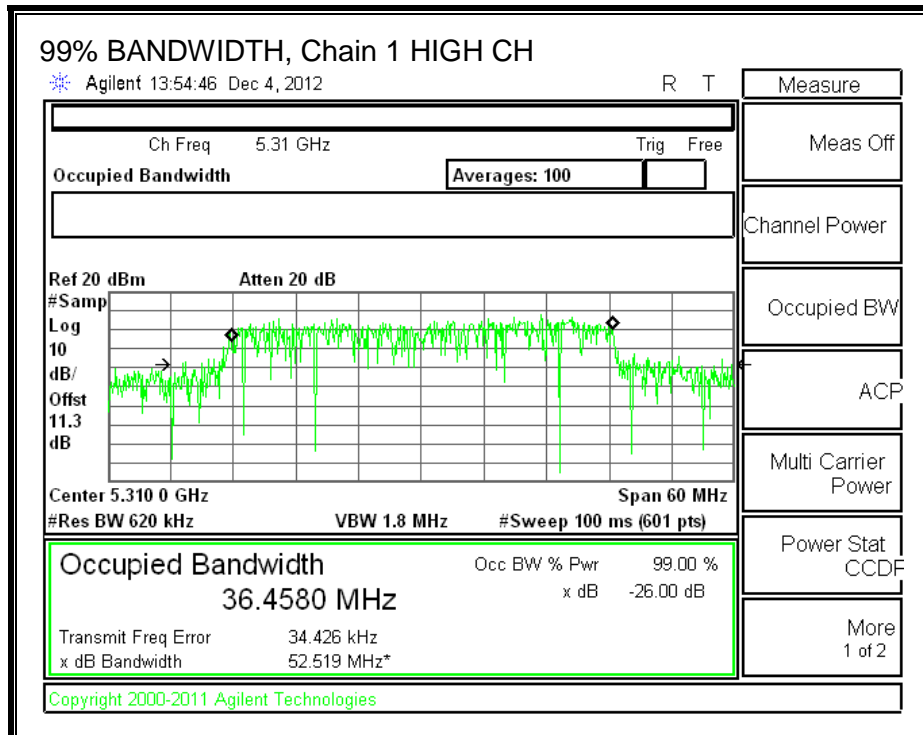 99% BANDWIDTH, Chain 1 HIGH CH
Agilent 13:54:46 Dec 4, 2012 R T
Measure
Ch Freq 5.31 GHz Trig Free
Meas Off
Occupied Bandwidth Averages: 100
Channel Power
Ref 20 dBm Atten 20 dB
#Samp
Log
10
dB/
Offst
11.3
dB
Occupied BW
ACP
Center 5.310 0 GHz Span 60 MHz
#Res BW 620 kHz VBW 1.8 MHz #Sweep 100 ms (601 pts)
Multi Carrier
Power
Occupied Bandwidth
36.4580 MHz
Occ BW % Pwr 99.00 %
x dB -26.00 dB
Transmit Freq Error 34.426 kHz
x dB Bandwidth 52.519 MHz*
Power Stat
CCDF
More
1 of 2
Copyright 2000-2011 Agilent Technologies